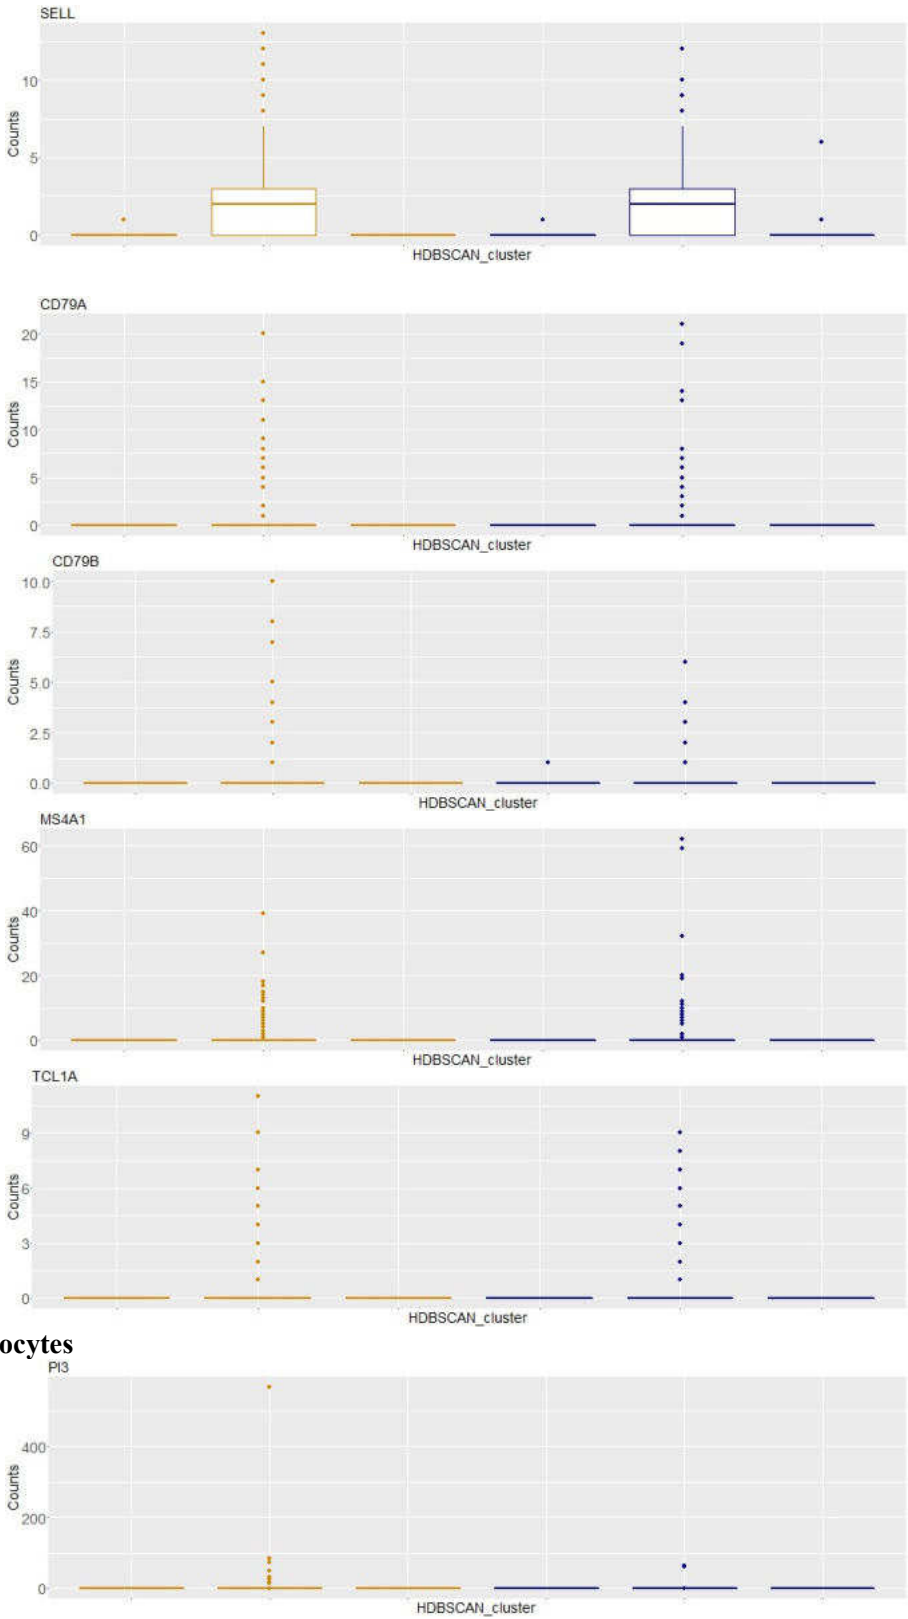 SELL
10
Counts
5
0
HDBSCAN_cluster
CD79A
20
15
Counts
10
5
0
HDBSCAN_cluster
CD79B
10.0
7.5
Counts
5.0
2.5
0.0
HDBSCAN_cluster
MS4A1
60
40
Counts
20
0
HDBSCAN_cluster
TCL1A
9
Counts
6
3
0
HDBSCAN_cluster
ocytes
PI3
400
Counts
200
0
HDBSCAN_cluster